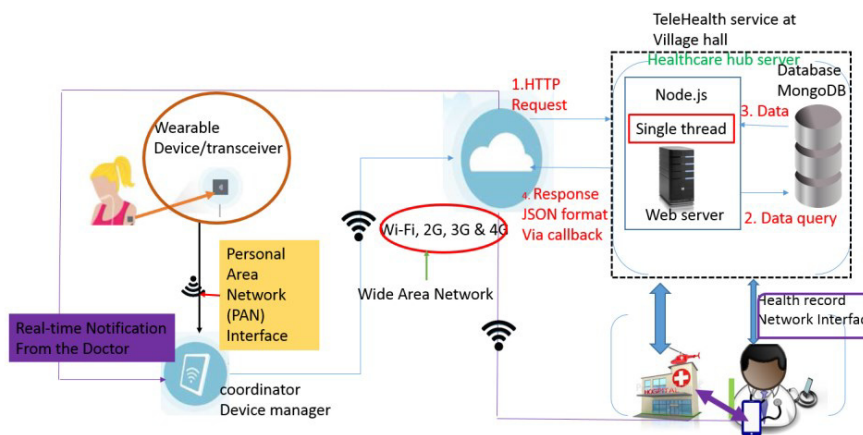 TeleHealth service at
Village hall
Healthcare hub server
Database
MongoDB
1.HTTP
Request
Node.js
3. Data
Single thread
Wearable
Device/transceiver
4. Response
JSON format
Via callback
Web server
2. Data query
Wi-Fi, 2G, 3G & 4G
Personal
Area
Network
(PAN)
Interface
Wide Area Network
Health record
Network Interface
Real-time Notification
From the Doctor
coordinator
Device manager
HOSPITAL